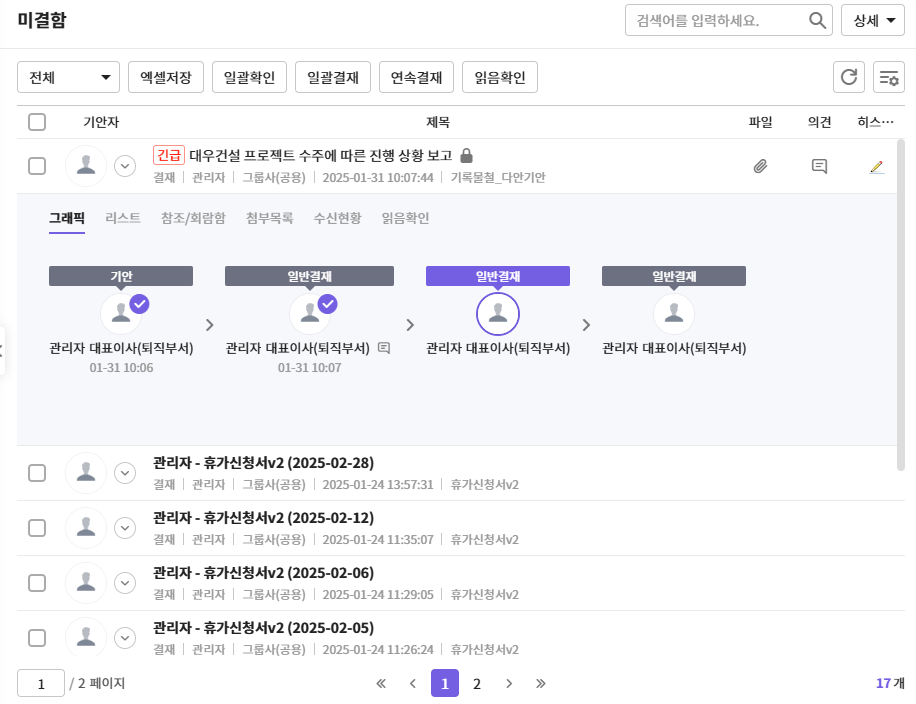 미결함
검색어를 입력하세요.
상세
전체 엑셀저장 일괄확인 일괄결재 연속결재 읽음확인
기안자 제목 파일 의견 히스…
긴급 대우건설 프로젝트 수주에 따른 진행 상황 보고
결재 관리자 그룹사(공용) 2025-01-31 10:07:44 기록물철_다안기안
그래픽 리스트 참조/회람함 첨부목록 수신현황 읽음확인
기안 일반결재 일반결재 일반결재
관리자 대표이사(퇴직부서) 관리자 대표이사(퇴직부서) 관리자 대표이사(퇴직부서) 관리자 대표이사(퇴직부서)
01-31 10:06 01-31 10:07
관리자 - 휴가신청서v2 (2025-02-28)
결재 관리자 그룹사(공용) 2025-01-24 13:57:31 휴가신청서v2
관리자 - 휴가신청서v2 (2025-02-12)
결재 관리자 그룹사(공용) 2025-01-24 11:35:07 휴가신청서v2
관리자 - 휴가신청서v2 (2025-02-06)
결재 관리자 그룹사(공용) 2025-01-24 11:29:05 휴가신청서v2
관리자 - 휴가신청서v2 (2025-02-05)
결재 관리자 그룹사(공용) 2025-01-24 11:26:24 휴가신청서v2
1 / 2 페이지 « ‹ 1 2 › » 17개